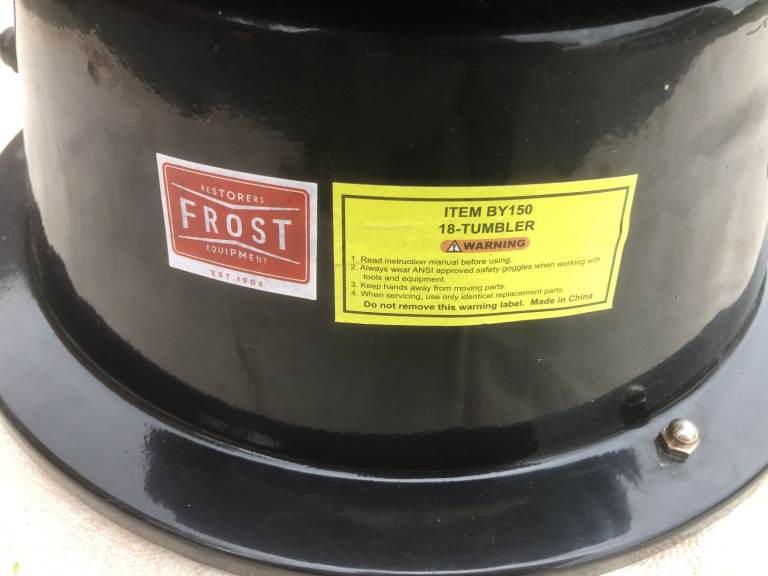 RESTORERS
FROST
EQUIPMENT
EST. 1905
ITEM BY150
18-TUMBLER
WARNING
1. Read instruction manual before using.
2. Always wear ANSI approved safety goggles when working with
tools and equipment.
3. Keep hands away from moving parts.
4. When servicing, use only identical replacement parts.
Do not remove this warning label. Made in China